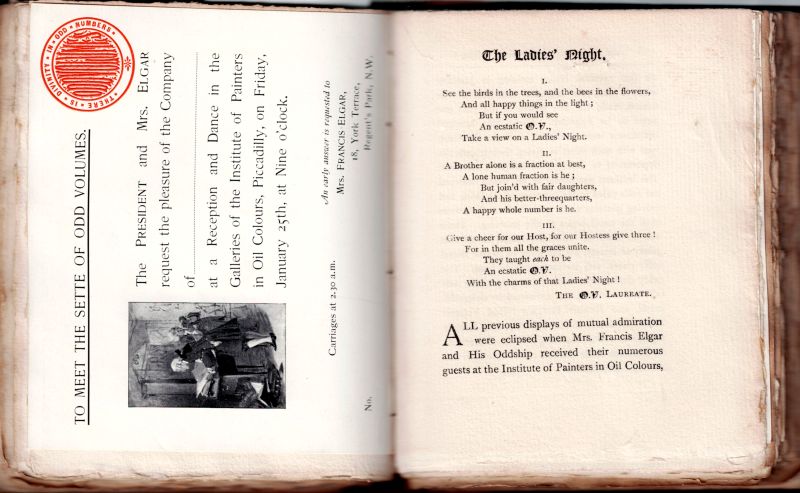 THERE · IS · DIVINITY · IN · ODD · NUMBERS ·
TO MEET THE SETTE OF ODD VOLUMES.
The PRESIDENT and Mrs. ELGAR
request the pleasure of the Company
of
at a Reception and Dance in the
Galleries of the Institute of Painters
in Oil Colours, Piccadilly, on Friday,
January 25th, at Nine o'clock.
An early answer is requested to
Mrs. FRANCIS ELGAR,
18, York Terrace,
Regent's Park, N.W.
Carriages at 2.30 a.m.
No.
The Ladies' Night.
I.
See the birds in the trees, and the bees in the flowers,
And all happy things in the light;
But if you would see
An ecstatic O.V.,
Take a view on a Ladies' Night.
II.
A Brother alone is a fraction at best,
A lone human fraction is he;
But join'd with fair daughters,
And his better-threequarters,
A happy whole number is he.
III.
Give a cheer for our Host, for our Hostess give three!
For in them all the graces unite.
They taught each to be
An ecstatic O.V.
With the charms of that Ladies' Night!
THE O.V. LAUREATE.
ALL previous displays of mutual admiration
were eclipsed when Mrs. Francis Elgar
and His Oddship received their numerous
guests at the Institute of Painters in Oil Colours,